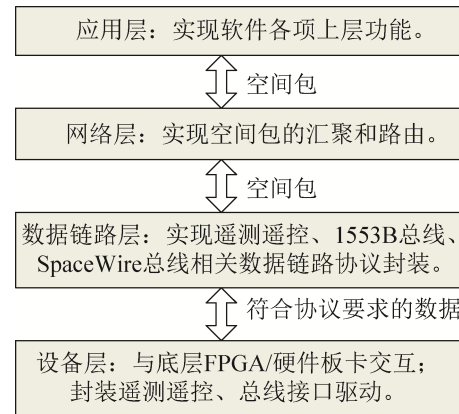 应用层：实现软件各项上层功能。
空间包
网络层：实现空间包的汇聚和路由。
空间包
数据链路层：实现遥测遥控、1553B总线、
SpaceWire总线相关数据链路协议封装。
符合协议要求的数据
设备层：与底层FPGA/硬件板卡交互；
封装遥测遥控、总线接口驱动。